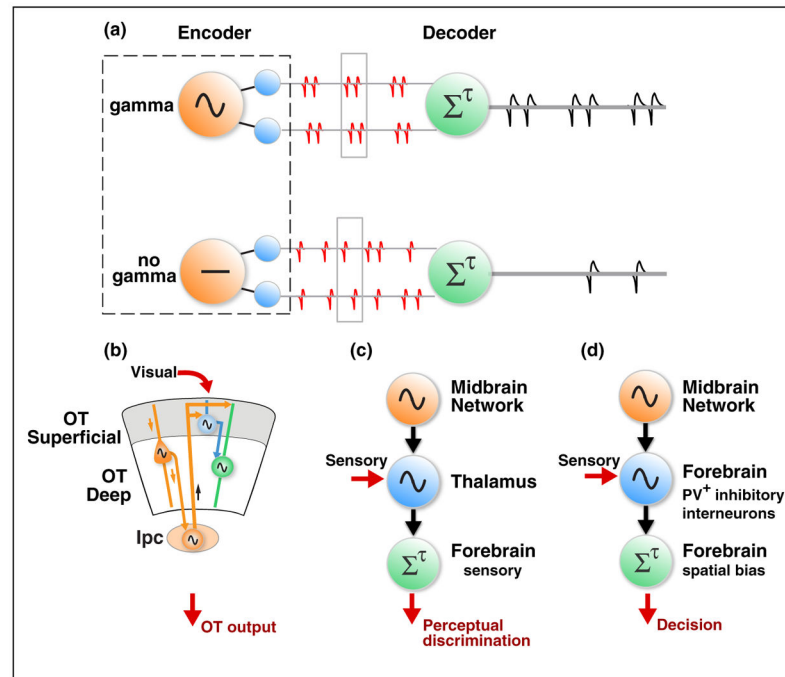 (a) Encoder Decoder
gamma
Στ
no
gamma
Στ
(b)
Visual
OT
Superficial
OT
Deep
Ipc
OT output
(c)
Midbrain
Network
Sensory
Thalamus
Στ
Forebrain
sensory
Perceptual
discrimination
(d)
Midbrain
Network
Sensory
Forebrain
PV+ inhibitory
interneurons
Στ
Forebrain
spatial bias
Decision